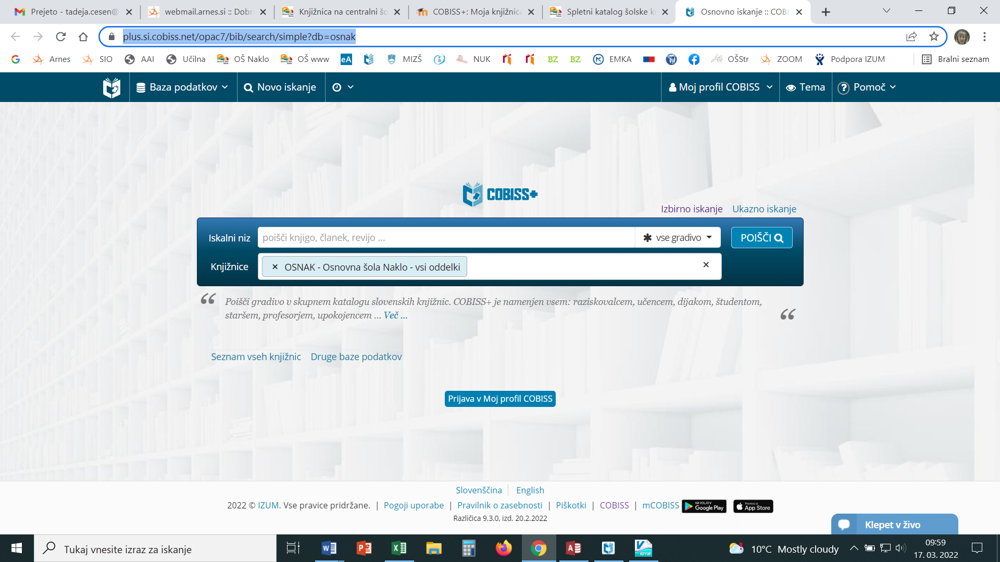 Prejeto - tadeja.cesen@
webmail.arnes.si :: Dobr
Knjižnica na centralni šo
COBISS+: Moja knjižnica
Spletni katalog šolske k
Osnovno iskanje :: COBI
plus.si.cobiss.net/opac7/bib/search/simple?db=osnak
Arnes
SIO
AAI
Učilna
OŠ Naklo
OŠ www
eA
MIZŠ
NUK
BZ
BZ
EMKA
OŠStr
ZOOM
Podpora IZUM
Bralni seznam
Baza podatkov
Novo iskanje
Moj profil COBISS
Tema
Pomoč
COBISS+
Izbirno iskanje Ukazno iskanje
Iskalni niz poišči knjigo, članek, revijo ... vse gradivo POIŠČI
Knjižnice × OSNAK - Osnovna šola Naklo - vsi oddelki ×
“ Poišči gradivo v skupnem katalogu slovenskih knjižnic. COBISS+ je namenjen vsem: raziskovalcem, učencem, dijakom, študentom,
staršem, profesorjem, upokojencem ... Več ... “
Seznam vseh knjižnic Druge baze podatkov
Prijava v Moj profil COBISS
Slovenščina | English
2022 © IZUM. Vse pravice pridržane. | Pogoji uporabe | Pravilnik o zasebnosti | Piškotki | COBISS | mCOBISS NA VOLJO V Google Play Prenos iz App Store
Različica 9.3.0, izd. 20.2.2022
Klepet v živo
Tukaj vnesite izraz za iskanje
KPFW
10°C Mostly cloudy
09:59
17. 03. 2022